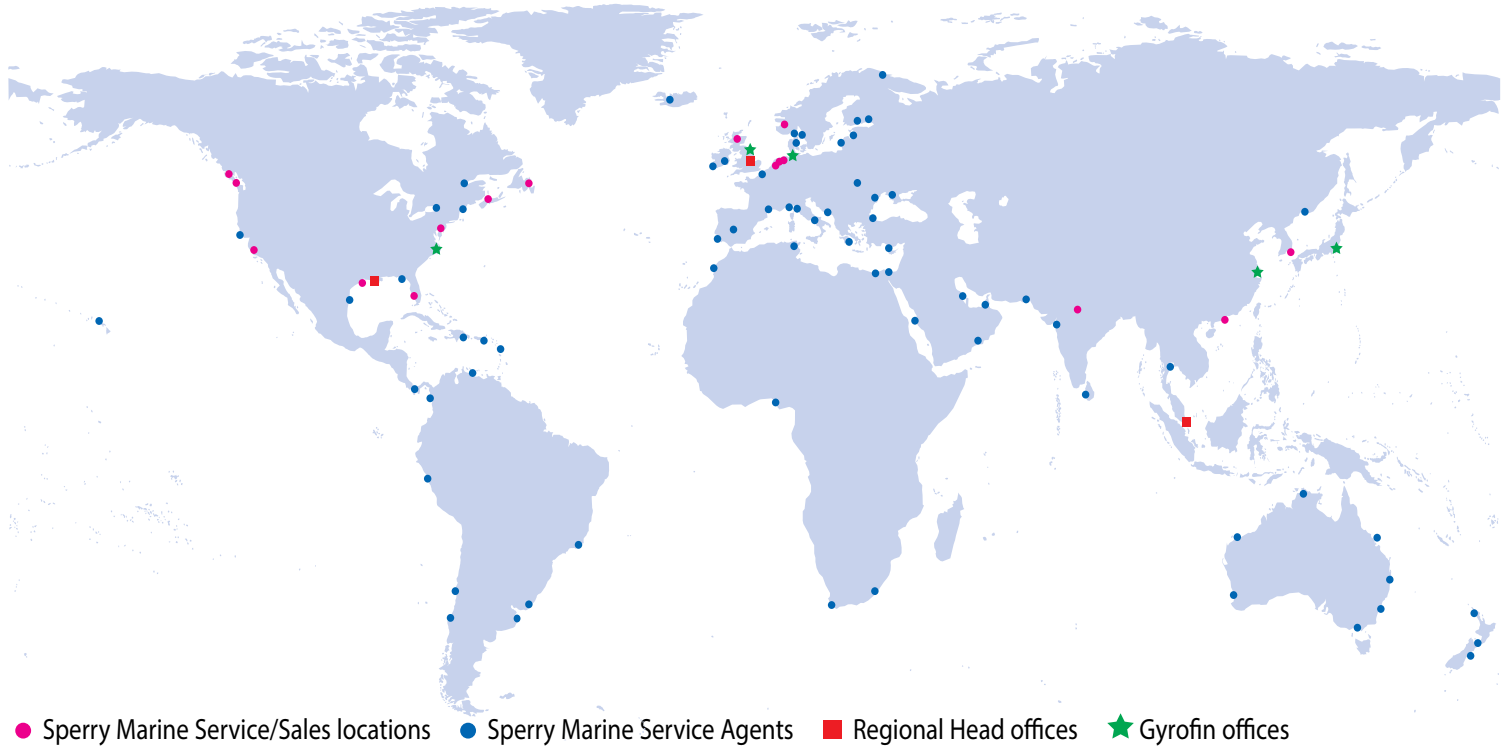 Sperry Marine Service/Sales locations Sperry Marine Service Agents Regional Head offices Gyrofin offices